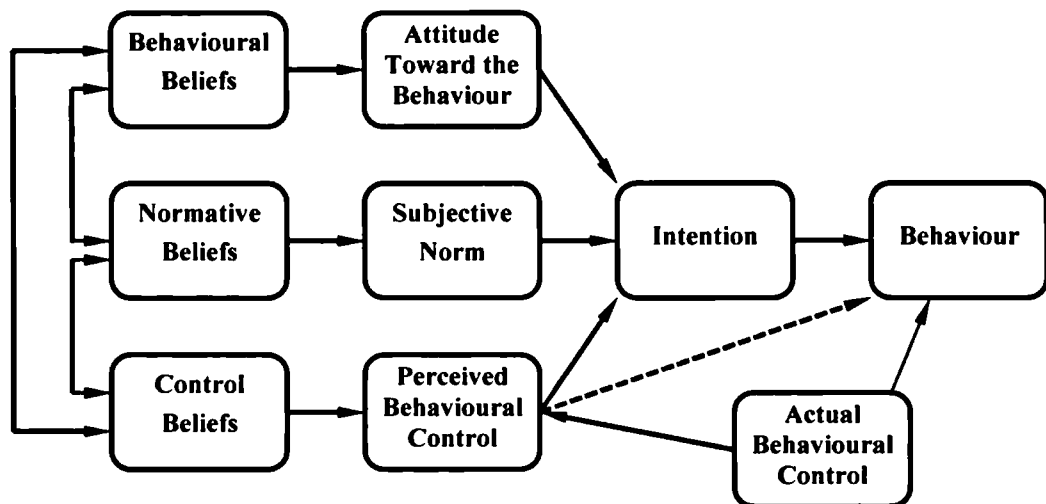 Behavioural
Beliefs
Attitude
Toward the
Behaviour
Normative
Beliefs
Subjective
Norm
Intention
Behaviour
Control
Beliefs
Perceived
Behavioural
Control
Actual
Behavioural
Control